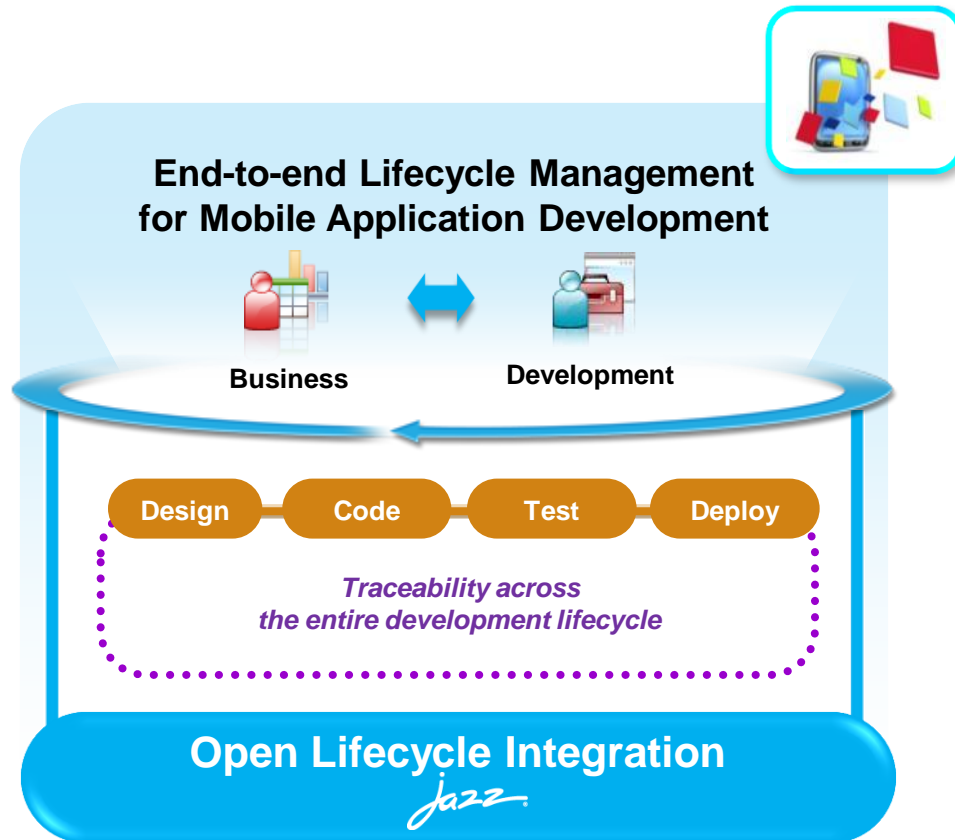 End-to-end Lifecycle Management
for Mobile Application Development
Business
Development
Design
Code
Test
Deploy
Traceability across
the entire development lifecycle
Open Lifecycle Integration
jazz